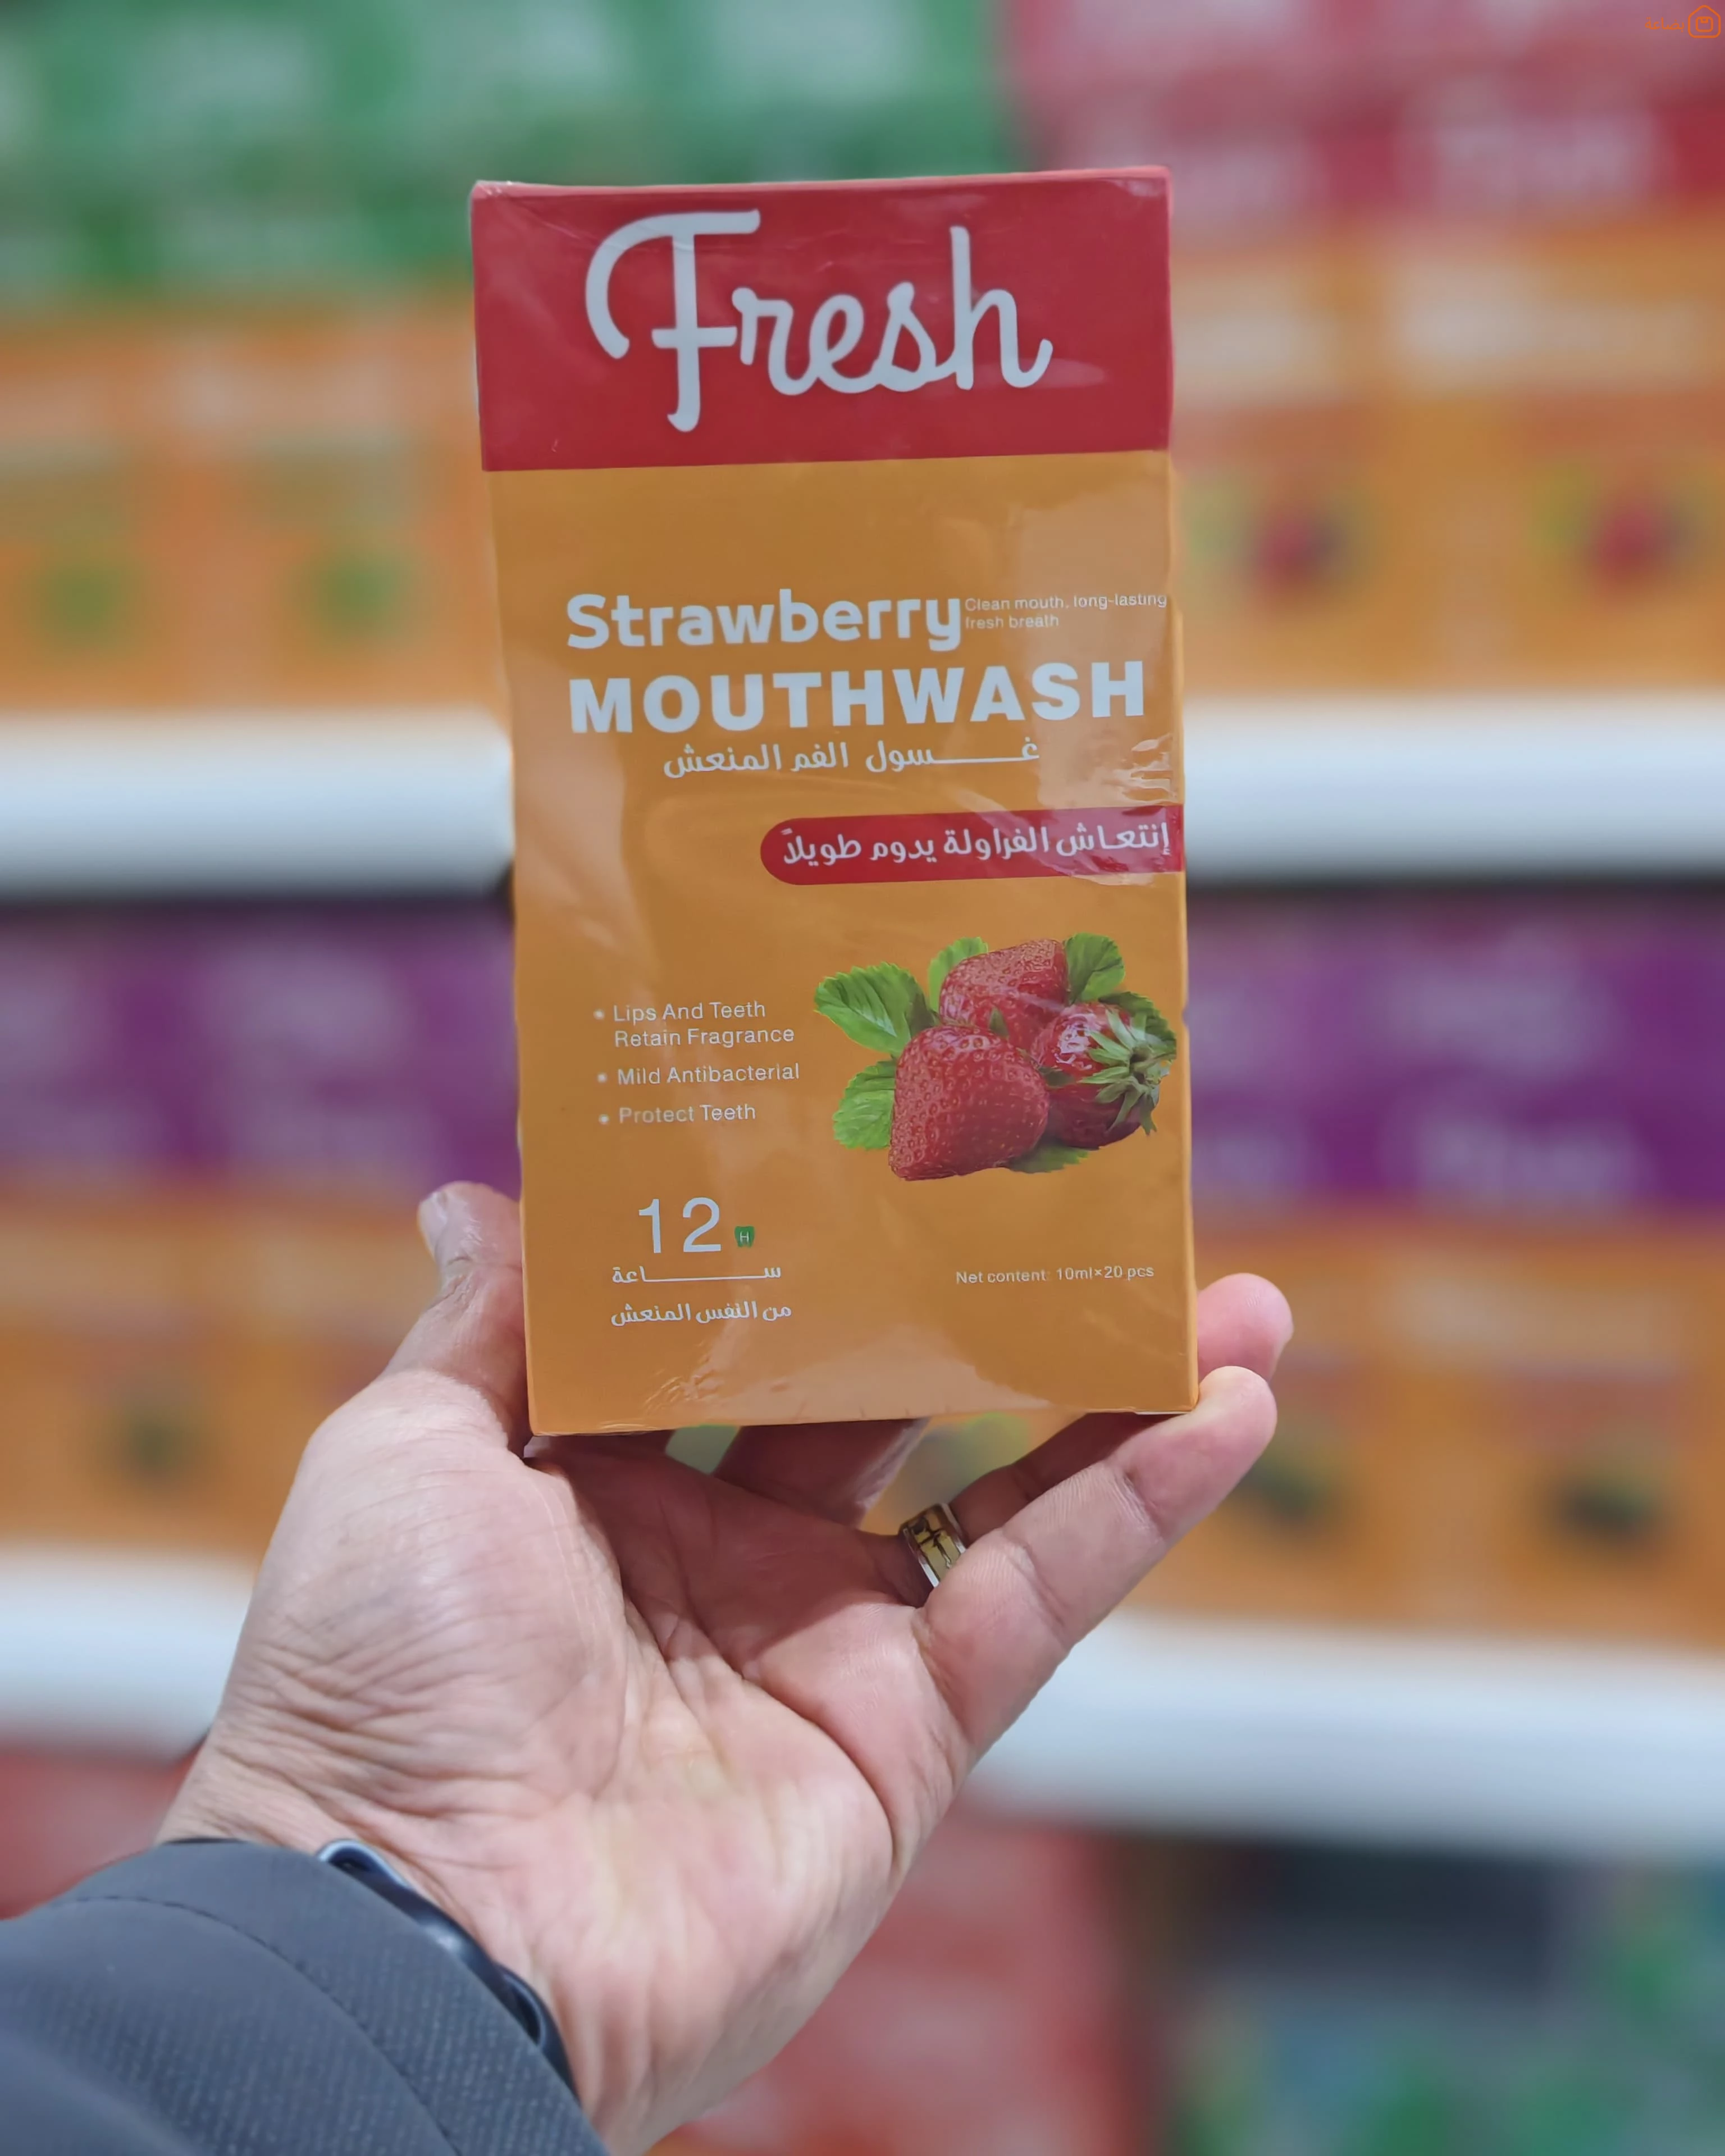 Fresh
Strawberry
Clean mouth, long-lasting
fresh breath
MOUTHWASH
غسول الفم المنعش
إنتعاش الفراولة يدوم طويلاً
• Lips And Teeth
Retain Fragrance
• Mild Antibacterial
• Protect Teeth
12 H
ساعة
من النفس المنعش
Net content: 10ml×20 pcs